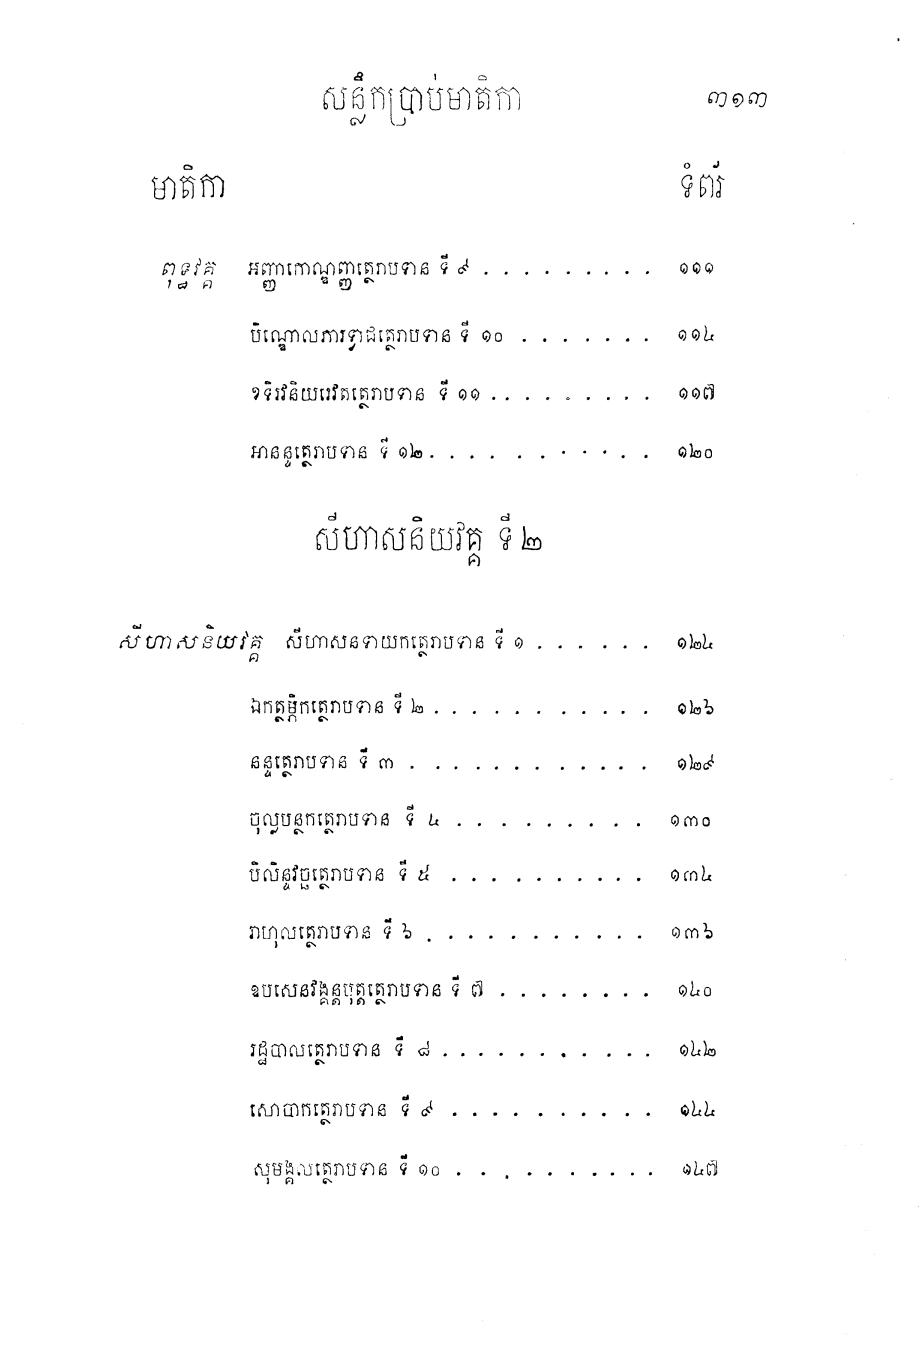 សន្លឹកប្រាប់មាតិកា ៣១៣
មាតិកា ទំពរ័
ពុទ្ធវគ្គ អញ្ញាកោណ្ឌញ្ញត្ថេរាបទាន ទី ៩ . . . . . . . . . ១១១
បិណ្ឌោលភារទ្វាជត្ថេរាបទាន ទី ១០ . . . . . . . ១១៤
ខទិរវនិយរេវតត្ថេរាបទាន ទី ១១ . . . . . . . . . ១១៧
អានន្ទត្ថេរាបទាន ទី ១២ . . . . . . . . . . . ១២០
សីហាសនិយវគ្គ ទី ២
សីហាសនិយវគ្គ សីហាសនទាយកត្ថេរាបទាន ទី ១ . . . . . . ១២៤
ឯកត្ថម្ភិកត្ថេរាបទាន ទី ២ . . . . . . . . . . . ១២៦
នន្ទត្ថេរាបទាន ទី ៣ . . . . . . . . . . . . ១២៩
ចុល្លបន្ថកត្ថេរាបទាន ទី ៤ . . . . . . . . . ១៣០
បិលិន្ទវច្ឆត្ថេរាបទាន ទី ៥ . . . . . . . . . . ១៣៤
រាហុលត្ថេរាបទាន ទី ៦ . . . . . . . . . . . ១៣៦
ឧបសេនវង្គន្តបុត្តត្ថេរាបទាន ទី ៧ . . . . . . . . ១៤០
រដ្ឋបាលត្ថេរាបទាន ទី ៨ . . . . . . . . . . . ១៤២
សោបាកត្ថេរាបទាន ទី ៩ . . . . . . . . . . . ១៤៤
សុមង្គលត្ថេរាបទាន ទី ១០ . . . . . . . . . . . ១៤៧